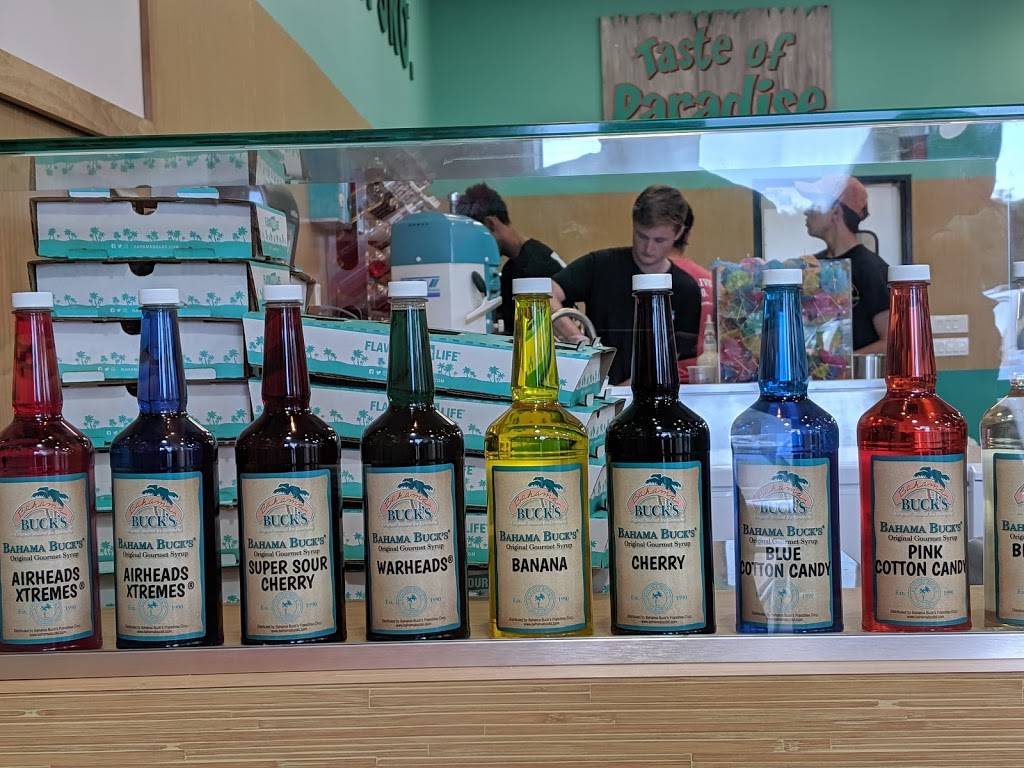 Taste of
Paradise
FLAV
LIFE
FLA
LIFE
Bahama
BUCK'S
BAHAMA BUCK'S®
Original Gourmet Syrup
AIRHEADS
XTREMES®
Bahama
BUCK'S
BAHAMA BUCK'S®
Original Gourmet Syrup
AIRHEADS
XTREMES®
Est. 1990
Bahama
BUCK'S
BAHAMA BUCK'S®
Original Gourmet Syrup
SUPER SOUR
CHERRY
Est. 1990
Bahama
BUCK'S
BAHAMA BUCK'S®
Original Gourmet Syrup
WARHEADS®
Est. 1990
Bahama
BUCK'S
BAHAMA BUCK'S®
Original Gourmet Syrup
BANANA
Est. 1990
Bahama
BUCK'S
BAHAMA BUCK'S®
Original Gourmet Syrup
CHERRY
Est. 1990
Bahama
BUCK'S
BAHAMA BUCK'S®
Original Gourmet Syrup
BLUE
COTTON CANDY
Est. 1990
Bahama
BUCK'S
BAHAMA BUCK'S®
Original Gourmet Syrup
PINK
COTTON CANDY
Est. 1990